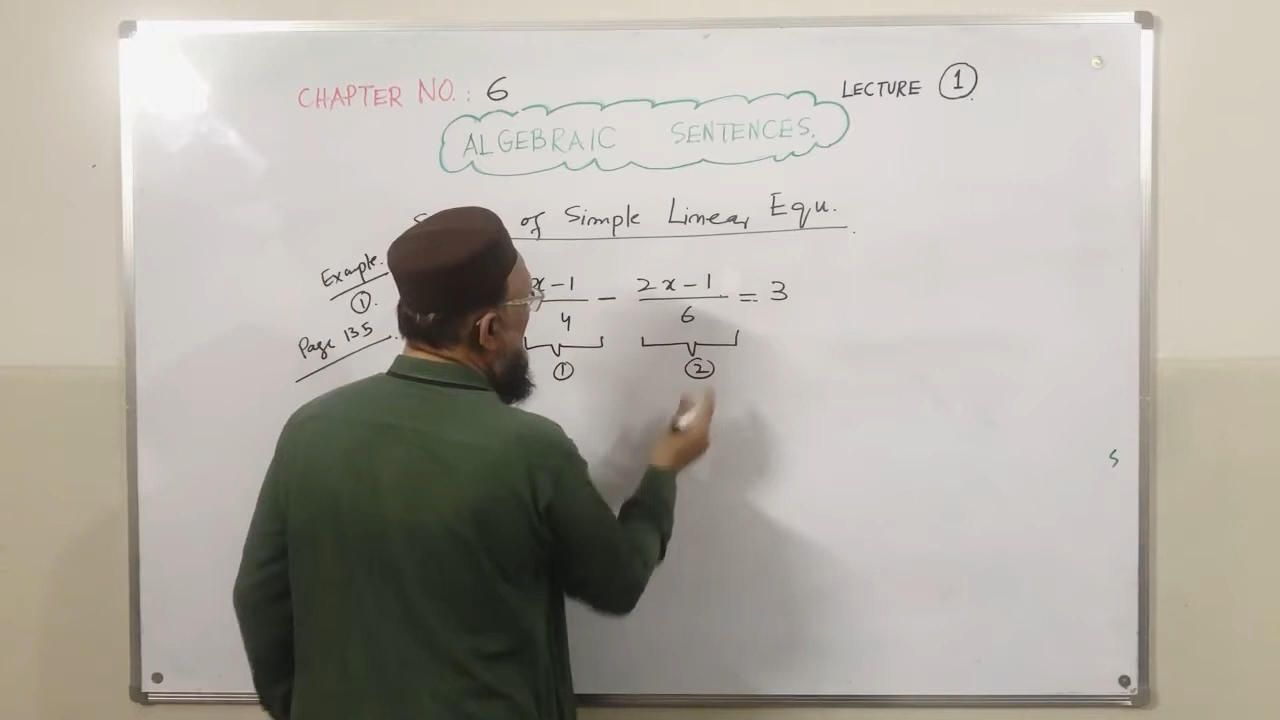 CHAPTER NO.: 6
LECTURE 1
ALGEBRAIC SENTENCES.
of Simple Linear Equ.
Example.
1.
Page 135
x-1/4 - 2x-1/6 = 3
1 2